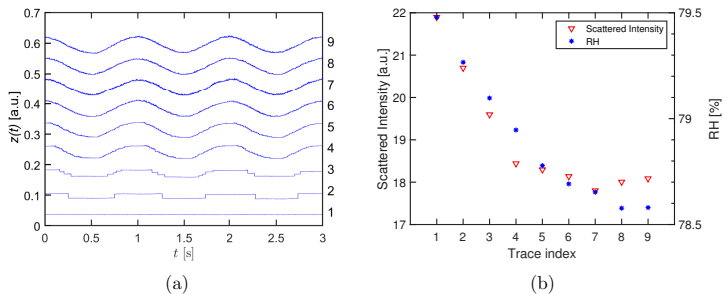 0.7
0.6
0.5
0.4
0.3
0.2
0.1
0
z(t) [a.u.]
9
8
7
6
5
4
3
2
1
0 0.5 1 1.5 2 2.5 3
t [s]
(a)
22
21
20
19
18
17
Scattered Intensity [a.u.]
Scattered Intensity
RH
79.5
79
78.5
RH [%]
1 2 3 4 5 6 7 8 9
Trace index
(b)